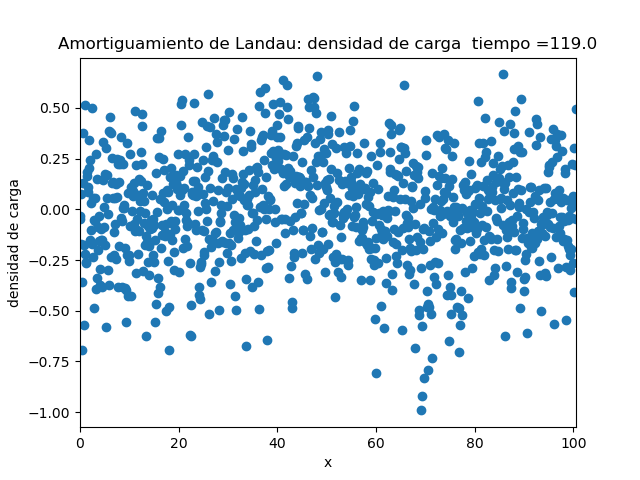 Amortiguamiento de Landau: densidad de carga  tiempo =119.0
densidad de carga
0.50
0.25
0.00
−0.25
−0.50
−0.75
−1.00
0 20 40 60 80 100
x